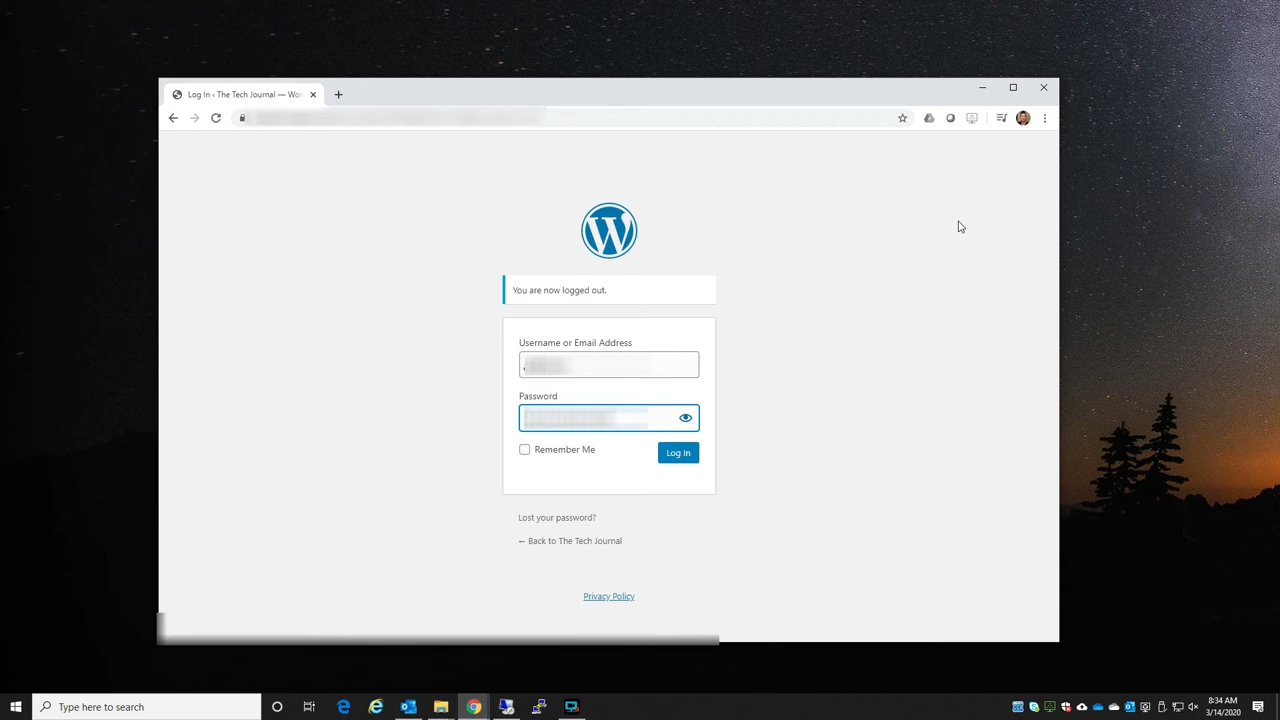 Log In ‹ The Tech Journal — Wor
You are now logged out.
Username or Email Address
Password
Remember Me
Log In
Lost your password?
← Back to The Tech Journal
Privacy Policy
Type here to search
8:34 AM
3/14/2020